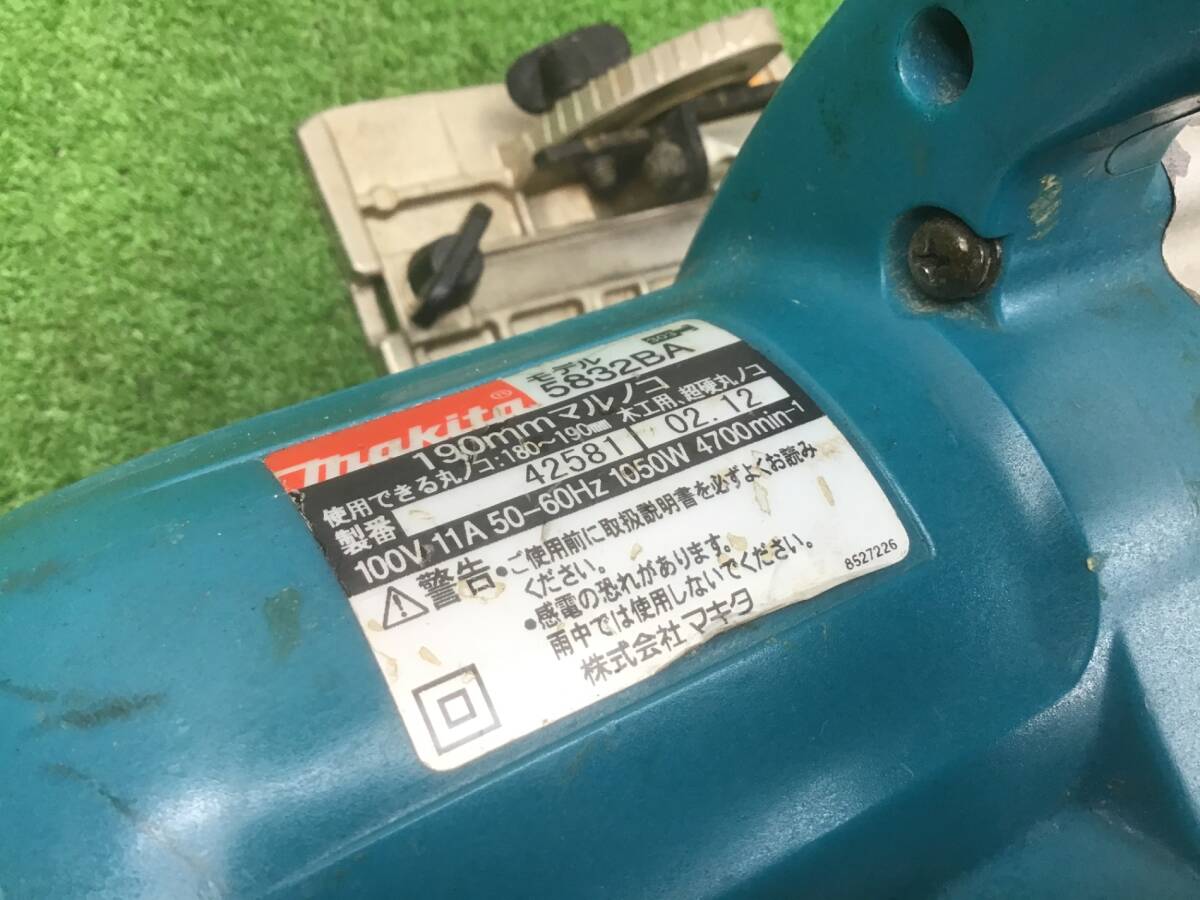 makita®
モデル
5832BA
190mmマルノコ
使用できる丸ノコ:180〜190mm 木工用、超硬丸ノコ
製番 42581 02.12
100V 11A 50-60Hz 1050W 4700min-1
警告 •ご使用前に取扱説明書を必ずよくお読み
ください。
•感電の恐れがあります。
雨中では使用しないでください。
株式会社マキタ
8527226